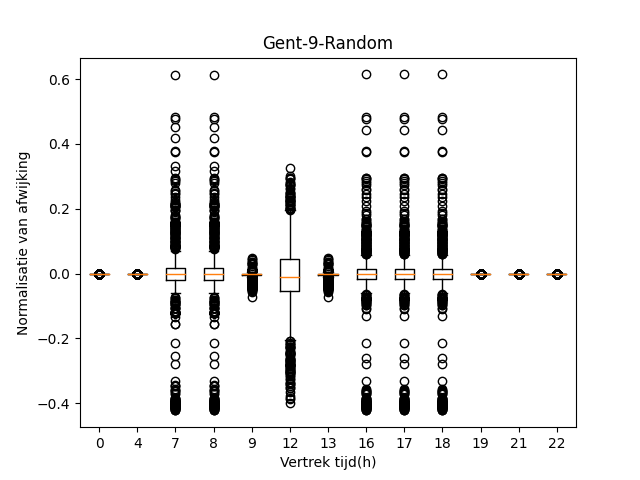 Gent-9-Random
Normalisatie van afwijking
0.6
0.4
0.2
0.0
−0.2
−0.4
0 4 7 8 9 12 13 16 17 18 19 21 22
Vertrek tijd(h)